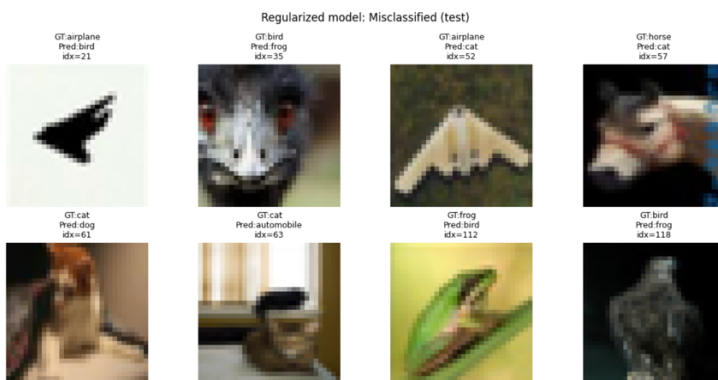 Regularized model: Misclassified (test)
GT:airplane
Pred:bird
idx=21
GT:bird
Pred:frog
idx=35
GT:airplane
Pred:cat
idx=52
GT:horse
Pred:cat
idx=57
GT:cat
Pred:dog
idx=61
GT:cat
Pred:automobile
idx=63
GT:frog
Pred:bird
idx=112
GT:bird
Pred:frog
idx=118